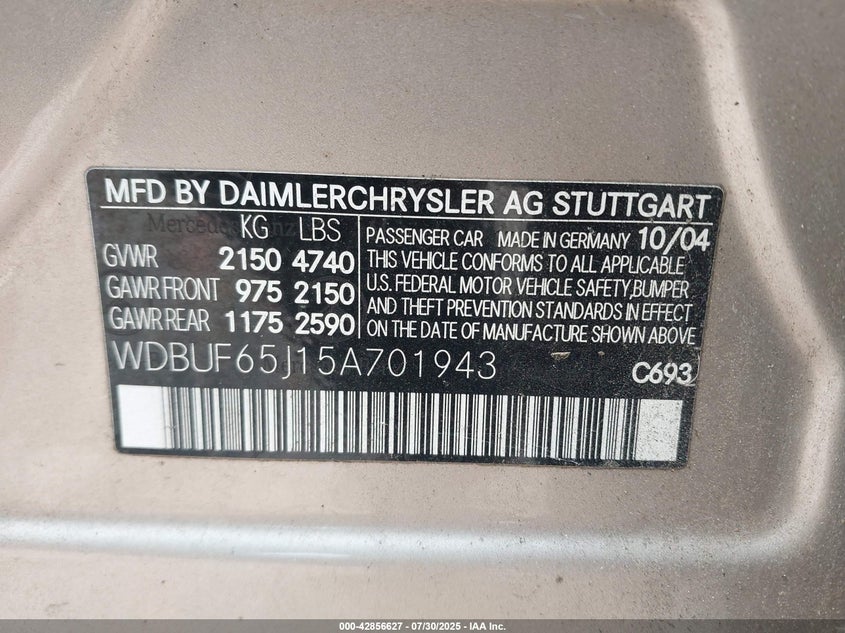 MFD BY DAIMLERCHRYSLER AG STUTTGART
Mercedes-Benz
KG LBS
GVWR 2150 4740
GAWR FRONT 975 2150
GAWR REAR 1175 2590
PASSENGER CAR MADE IN GERMANY 10/04
THIS VEHICLE CONFORMS TO ALL APPLICABLE
U.S. FEDERAL MOTOR VEHICLE SAFETY,BUMPER
AND THEFT PREVENTION STANDARDS IN EFFECT
ON THE DATE OF MANUFACTURE SHOWN ABOVE
WDBUF65J15A701943
C693
000-42856627 - 07/30/2025 - IAA Inc.